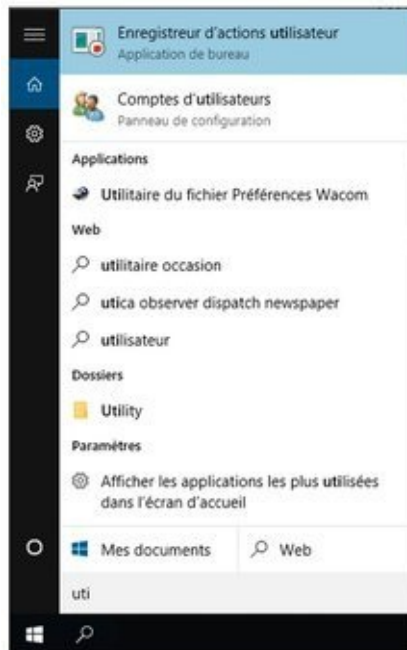 Enregistreur d'actions utilisateur
Application de bureau
Comptes d'utilisateurs
Panneau de configuration
Applications
Utilitaire du fichier Préférences Wacom
Web
utilitaire occasion
utica observer dispatch newspaper
utilisateur
Dossiers
Utility
Paramètres
Afficher les applications les plus utilisées
dans l'écran d'accueil
Mes documents Web
uti